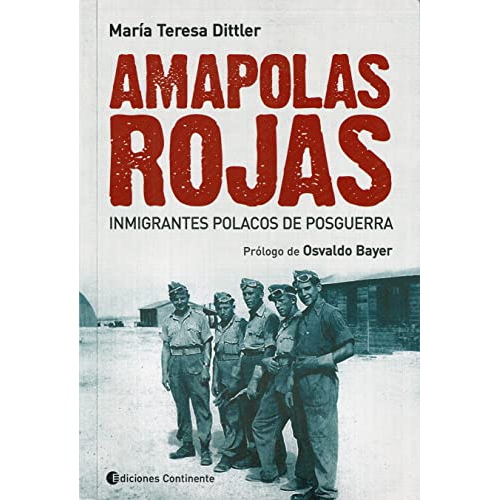 María Teresa Dittler
AMAPOLAS
ROJAS
INMIGRANTES POLACOS DE POSGUERRA
Prólogo de Osvaldo Bayer
Ediciones Continente